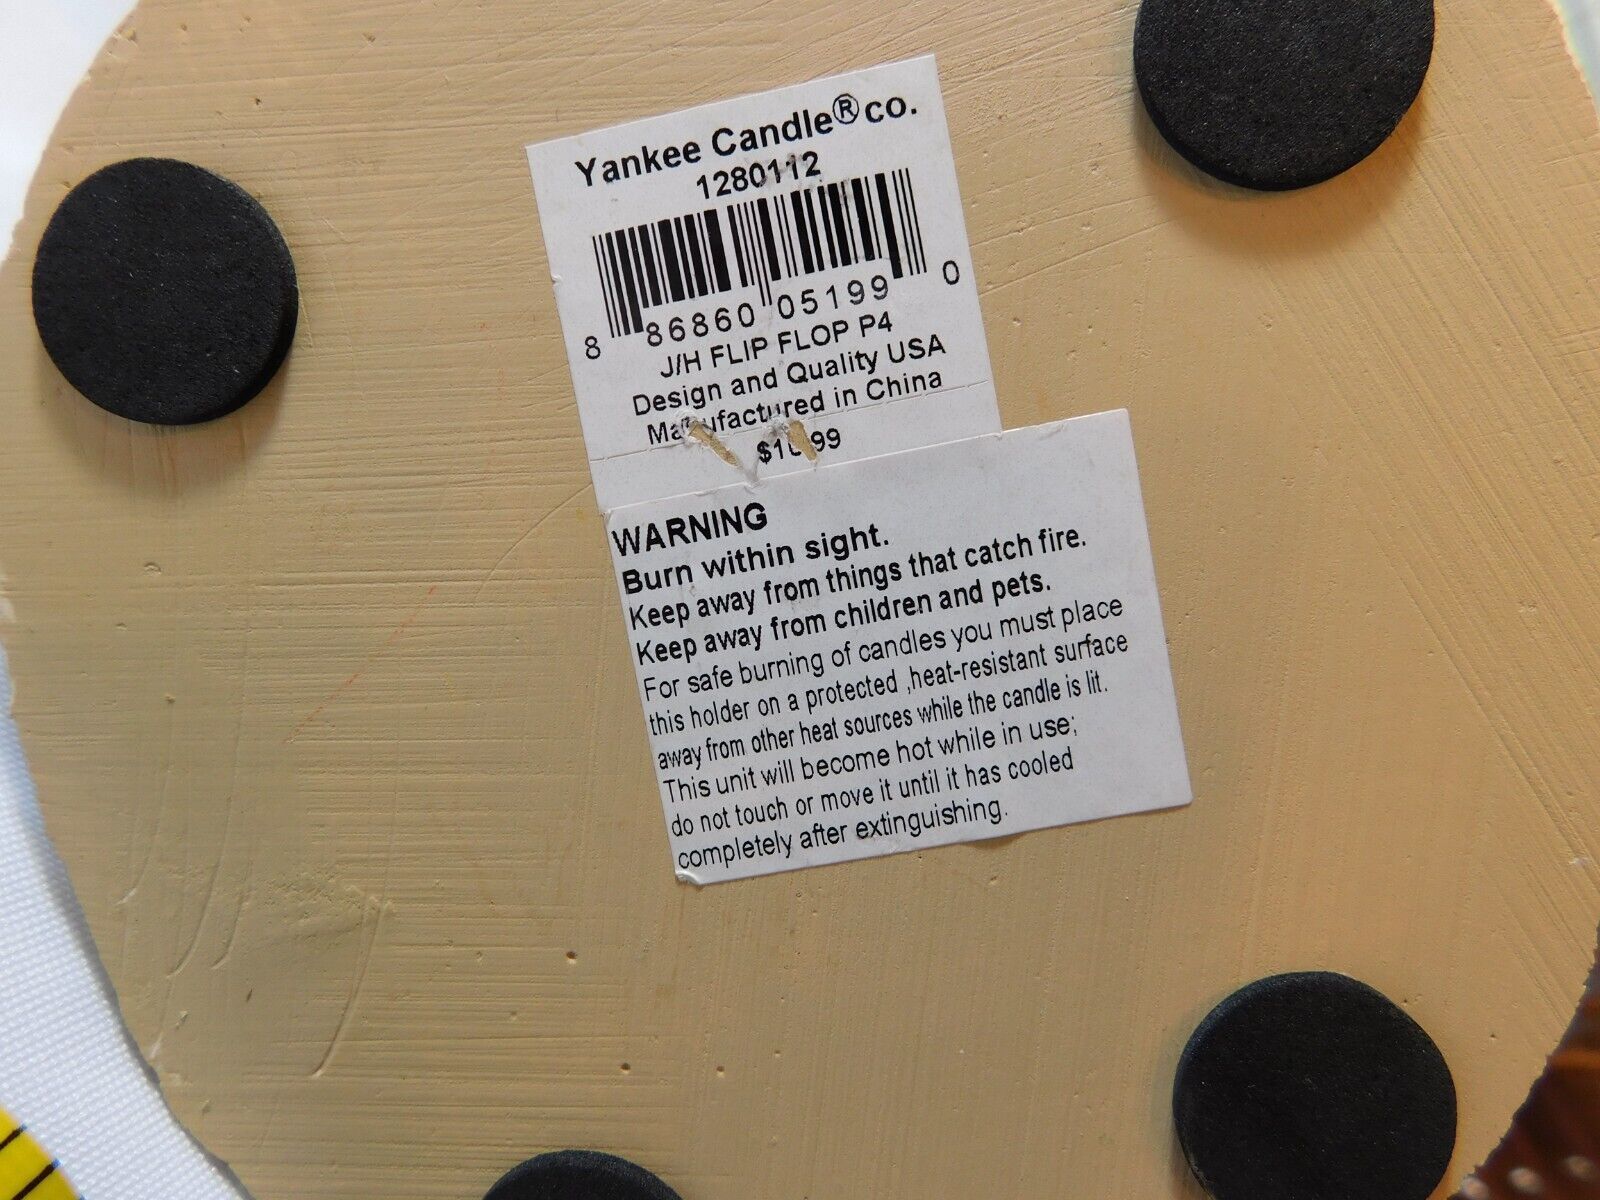 Yankee Candle® co.
1280112
8 86860 05199 0
J/H FLIP FLOP P4
Design and Quality USA
Manufactured in China
WARNING
Burn within sight.
Keep away from things that catch fire.
Keep away from children and pets.
For safe burning of candles you must place
this holder on a protected ,heat-resistant surface
away from other heat sources while the candle is lit.
This unit will become hot while in use;
do not touch or move it until it has cooled
completely after extinguishing.